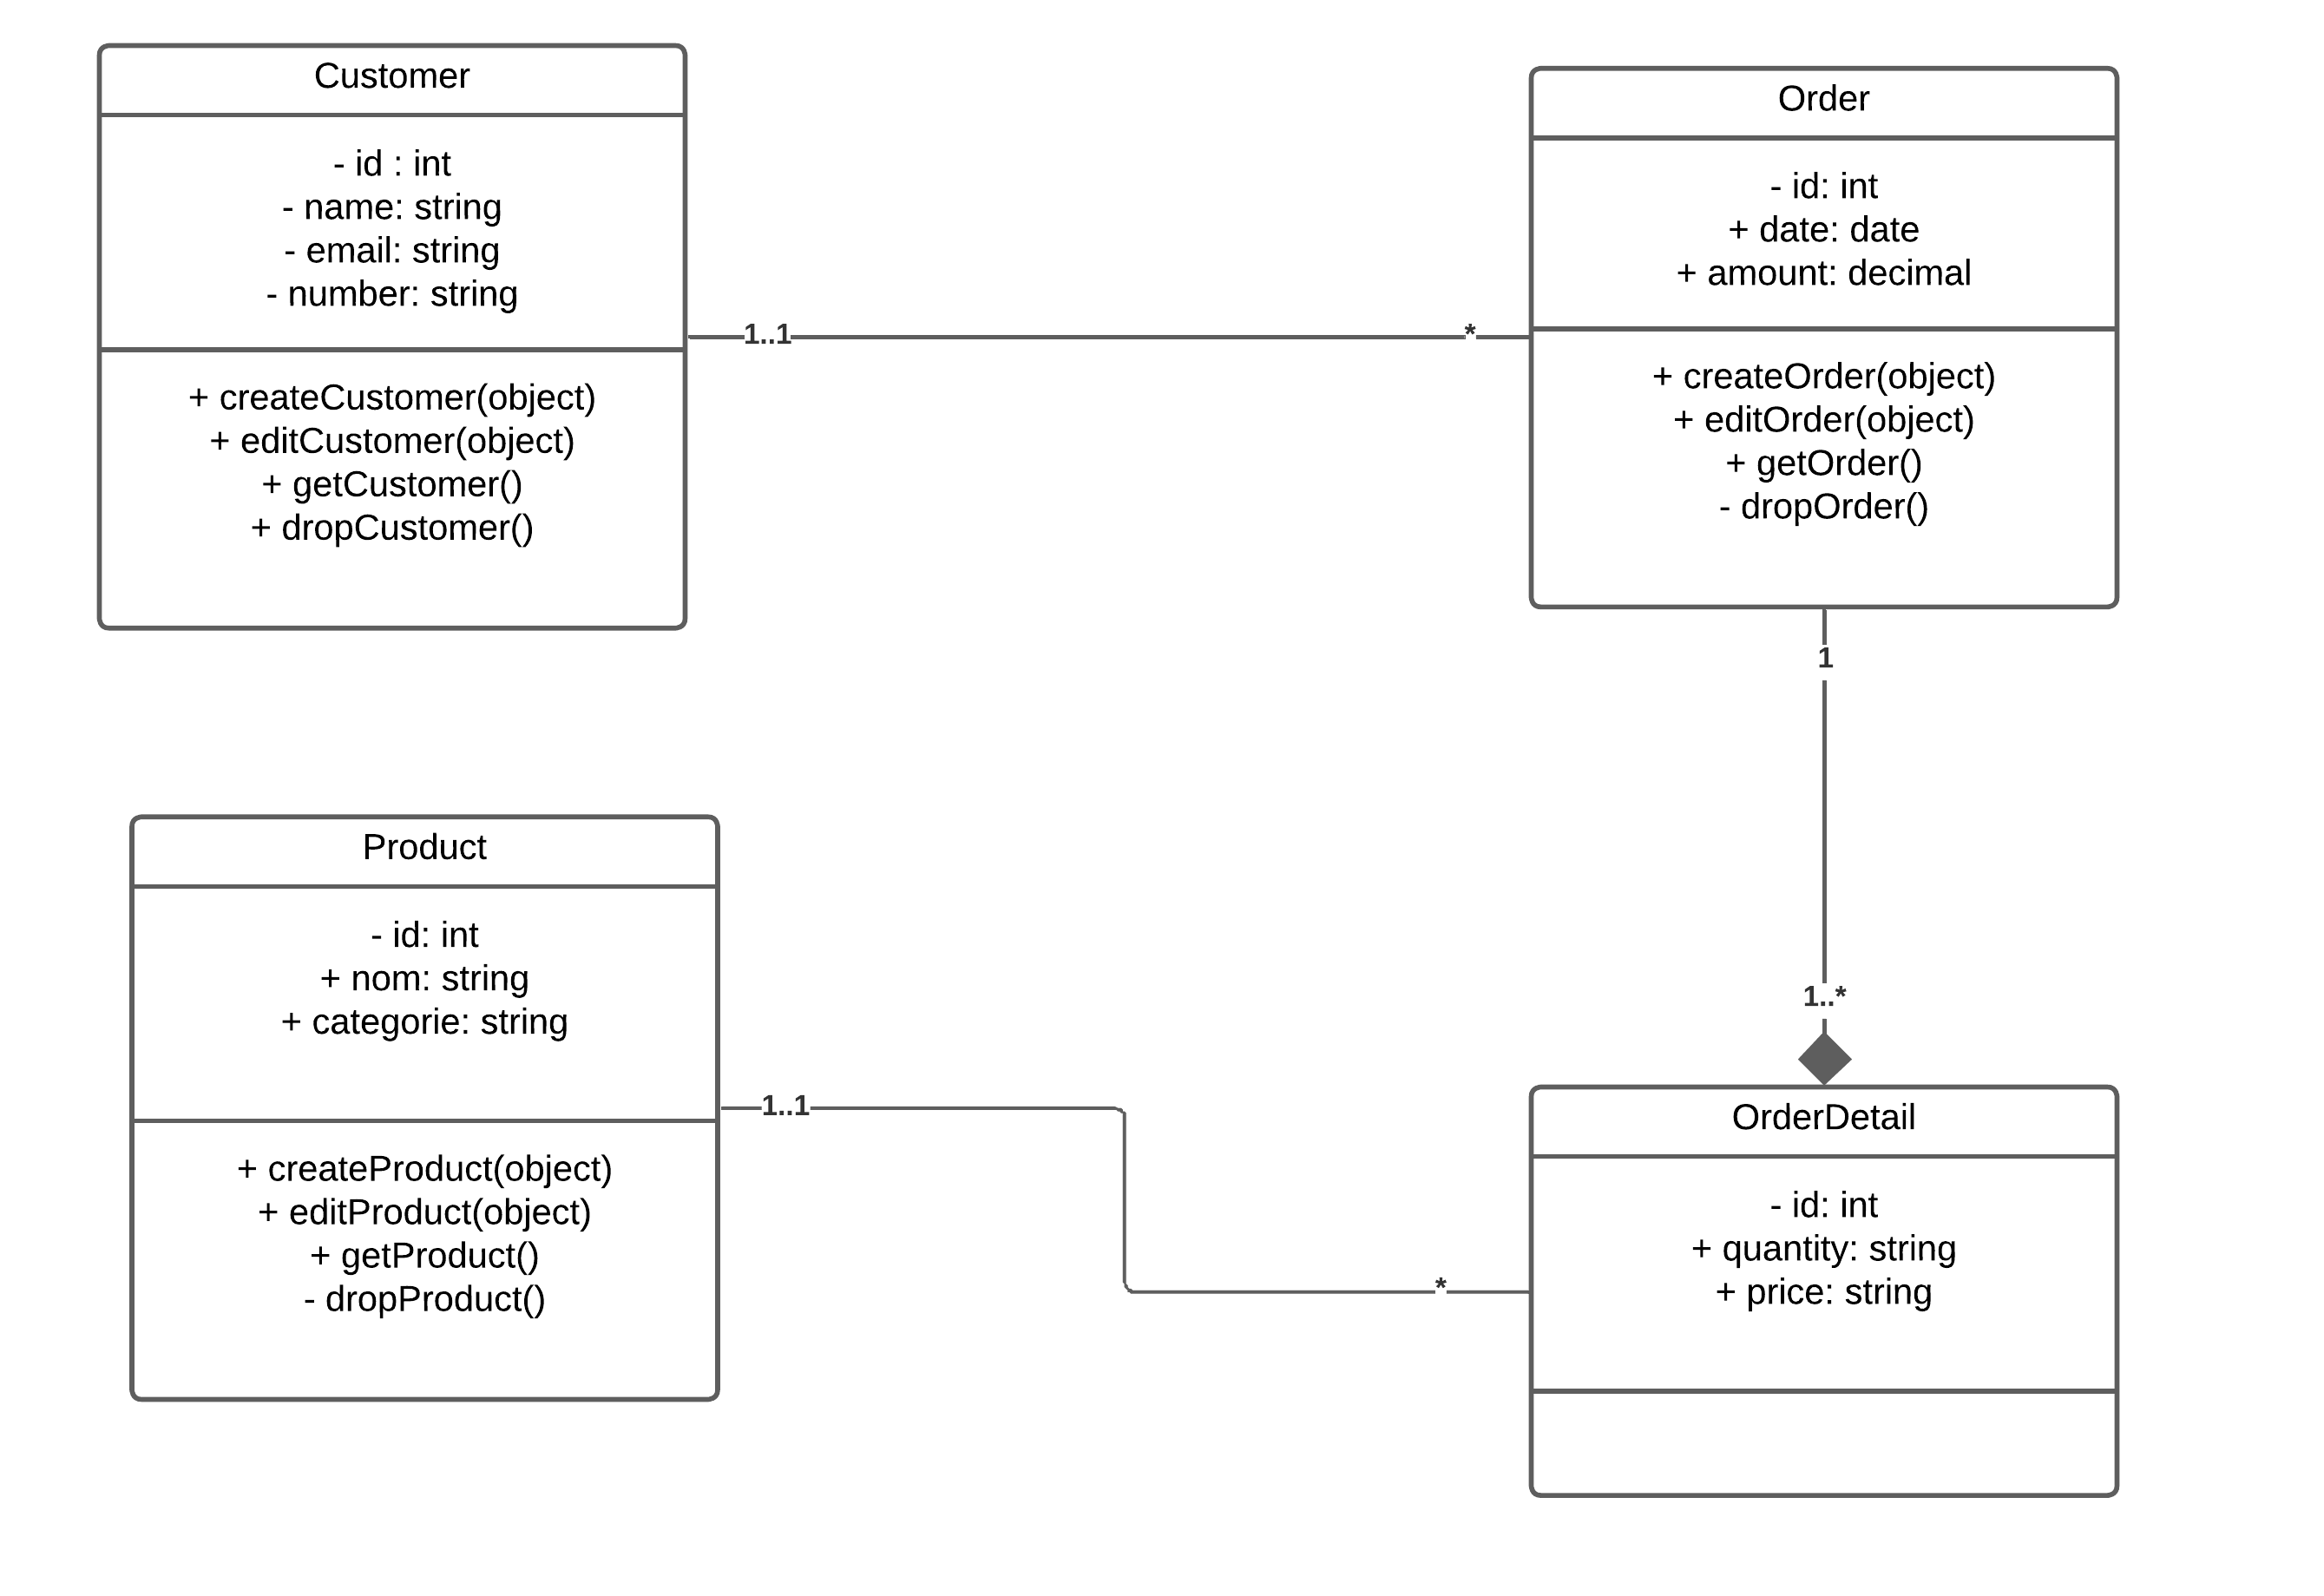 Customer
- id : int
- name: string
- email: string
- number: string
+ createCustomer(object)
+ editCustomer(object)
+ getCustomer()
+ dropCustomer()
1..1
*
Order
- id: int
+ date: date
+ amount: decimal
+ createOrder(object)
+ editOrder(object)
+ getOrder()
- dropOrder()
1
1..*
Product
- id: int
+ nom: string
+ categorie: string
+ createProduct(object)
+ editProduct(object)
+ getProduct()
- dropProduct()
1..1
*
OrderDetail
- id: int
+ quantity: string
+ price: string